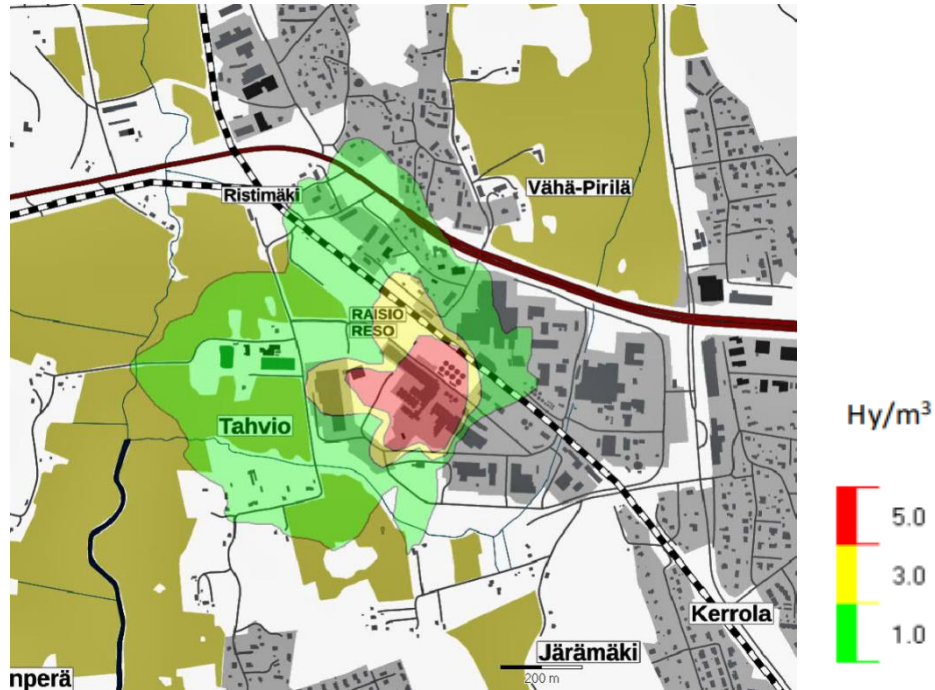 Ristimäki
Vähä-Pirilä
RAISIO
RESO
Tahvio
Hy/m³
5.0
3.0
1.0
Kerrola
Järämäki
200 m
nperä